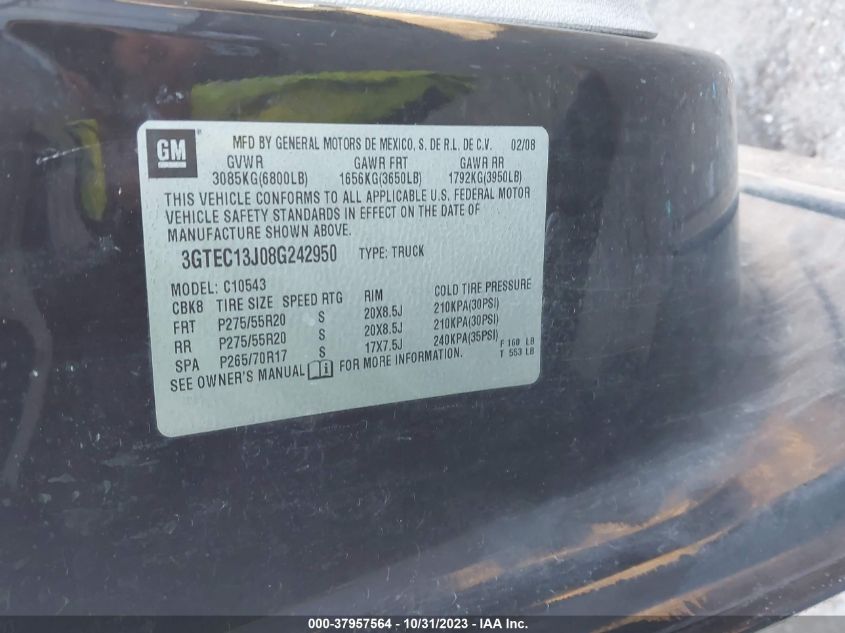 GM
MFD BY GENERAL MOTORS DE MEXICO, S. DE R.L. DE C.V. 02/08
GVWR GAWR FRT GAWR RR
3085KG(6800LB) 1656KG(3650LB) 1792KG(3950LB)
THIS VEHICLE CONFORMS TO ALL APPLICABLE U.S. FEDERAL MOTOR
VEHICLE SAFETY STANDARDS IN EFFECT ON THE DATE OF
MANUFACTURE SHOWN ABOVE.
3GTEC13J08G242950 TYPE: TRUCK
MODEL: C10543
CBK8 TIRE SIZE SPEED RTG RIM COLD TIRE PRESSURE
FRT P275/55R20 S 20X8.5J 210KPA(30PSI)
RR P275/55R20 S 20X8.5J 210KPA(30PSI)
SPA P265/70R17 S 17X7.5J 240KPA(35PSI) F 160 LB
T 553 LB
SEE OWNER'S MANUAL i FOR MORE INFORMATION.
000-37957564 - 10/31/2023 - IAA Inc.